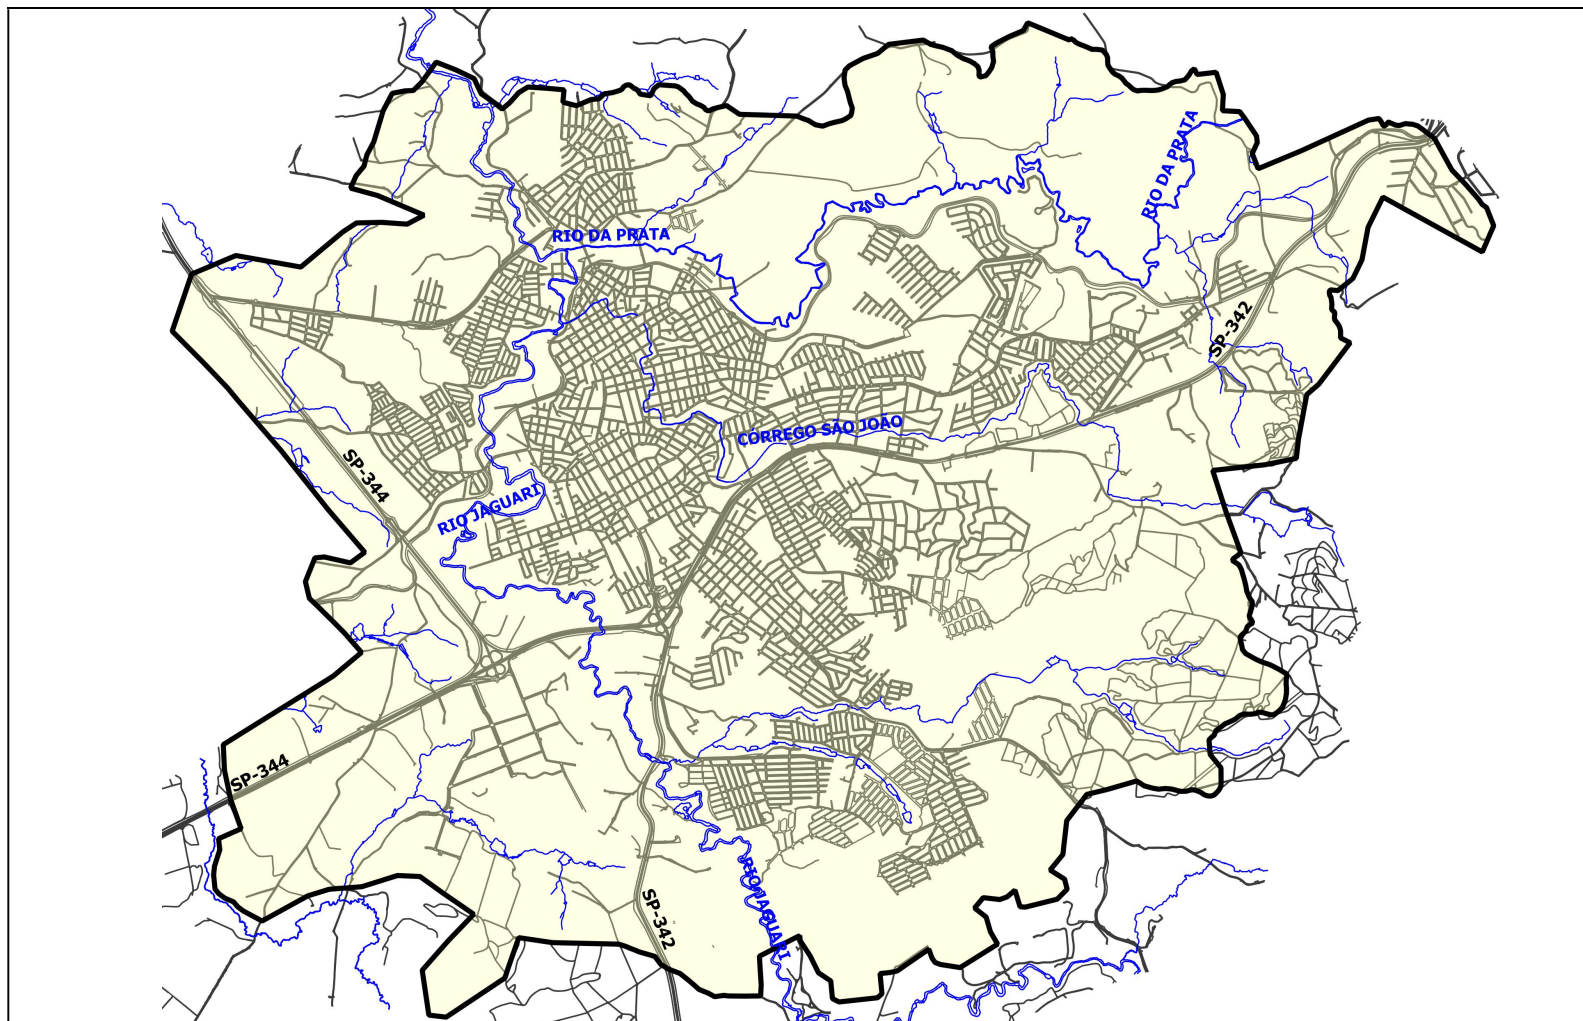 RIO DA PRATA
RIO DA PRATA
SP-342
CÓRREGO SÃO JOÃO
SP-344
RIO JAGUARI
SP-344
RIO JAGUARI
SP-342